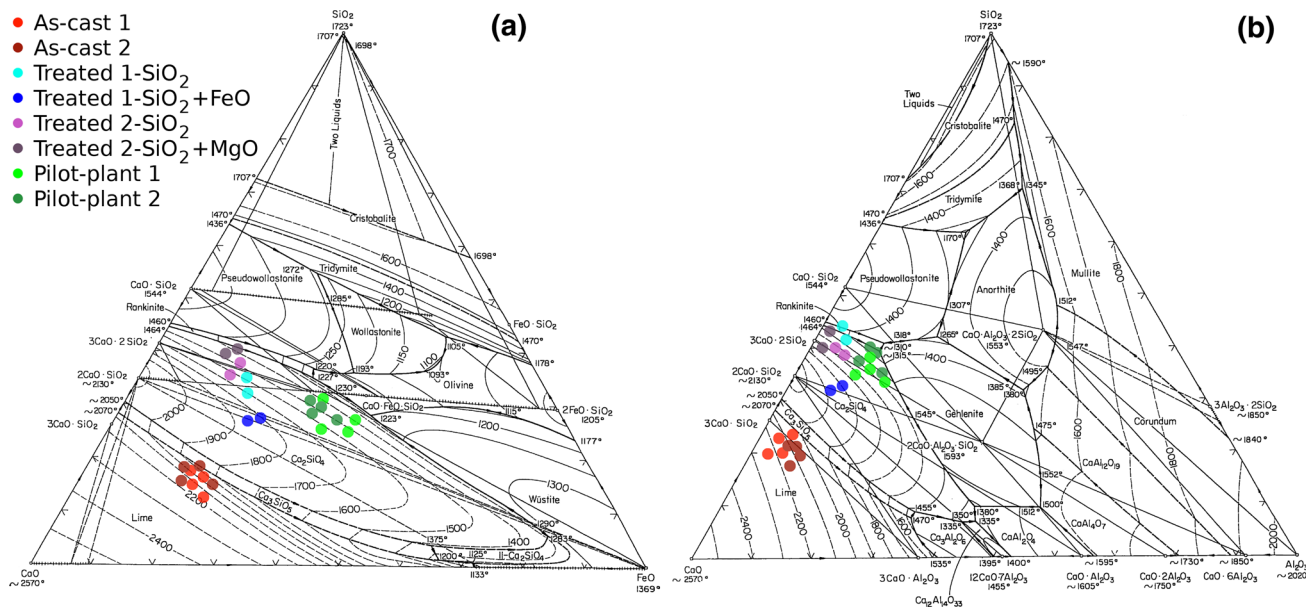 (a)
(b)
As-cast 1
As-cast 2
Treated 1-SiO₂
Treated 1-SiO₂+FeO
Treated 2-SiO₂
Treated 2-SiO₂+MgO
Pilot-plant 1
Pilot-plant 2
SiO₂
1723°
1707°
1698°
Two Liquids
1700
1707°
Cristobalite
1470°
1436°
1698°
1600
Tridymite
1400
1200
1272°
Pseudowollastonite
CaO·SiO₂
1544°
1285°
Wollastonite
FeO·SiO₂
1470°
1178°
Rankinite
1460°
1464°
3CaO·2SiO₂
1250
1150
1100
1105°
1220°
1227°
1193°
1093°
Olivine
2CaO·SiO₂
~2130°
1230°
CaO·FeO·SiO₂
1223°
1115°
2FeO·SiO₂
1205°
1200
1177°
~2050°
~2070°
3CaO·SiO₂
2000
1900
1800
1700
1600
1500
1400
Ca₂SiO₄
Ca₃SiO₅
2200
2400
Lime
Wüstite
1300
1290°
1283°
1375°
1200°
1125°
II-Ca₂SiO₄
CaO
~2570°
1133°
FeO
1369°
SiO₂
1723°
1707°
~1590°
Two
Liquids
Cristobalite
1470°
1707°
1600
1368°
1345°
Tridymite
1470°
1436°
1400
1170°
1400
1600
1800
Mullite
CaO·SiO₂
1544°
Pseudowollastonite
Anorthite
1512°
1307°
Rankinite
1460°
1464°
1400
1318°
1265°
CaO·Al₂O₃·2SiO₂
1553°
3CaO·2SiO₂
~1310°
~1315°
1400
1547°
1495°
2CaO·SiO₂
~2130°
1385°
1380°
3Al₂O₃·2SiO₂
~1850°
~1840°
~2050°
~2070°
3CaO·SiO₂
Ca₂SiO₄
Ca₃SiO₅
Gehlenite
1545°
1475°
1600
1800
Corundum
2CaO·Al₂O₃·SiO₂
1593°
CaAl₁₂O₁₉
1552°
Lime
2400
2200
2000
1800
1600
1455°
1470°
1350°
1335°
1380°
1335°
1512°
1500°
Ca₃Al₂O₆
CaAl₂O₄
CaAl₄O₇
2000
CaO
~2570°
1535°
3CaO·Al₂O₃
1395°
1400°
12CaO·7Al₂O₃
1455°
Ca₁₂Al₁₄O₃₃
~1595°
CaO·Al₂O₃
~1605°
~1730°
CaO·2Al₂O₃
~1750°
~1850°
CaO·6Al₂O₃
Al₂O₃
~2020°